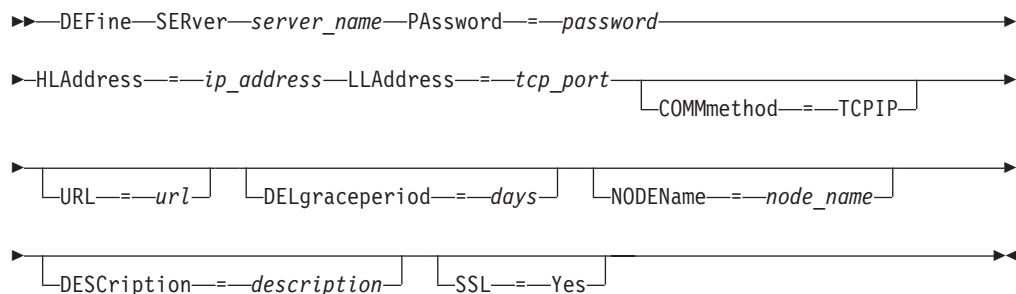 DEFine SERver server_name PAssword = password
HLAddress = ip_address LLAddress = tcp_port
COMMmethod = TCPIP
URL = url DELgraceperiod = days NODEName = node_name
DESCription = description SSL = Yes